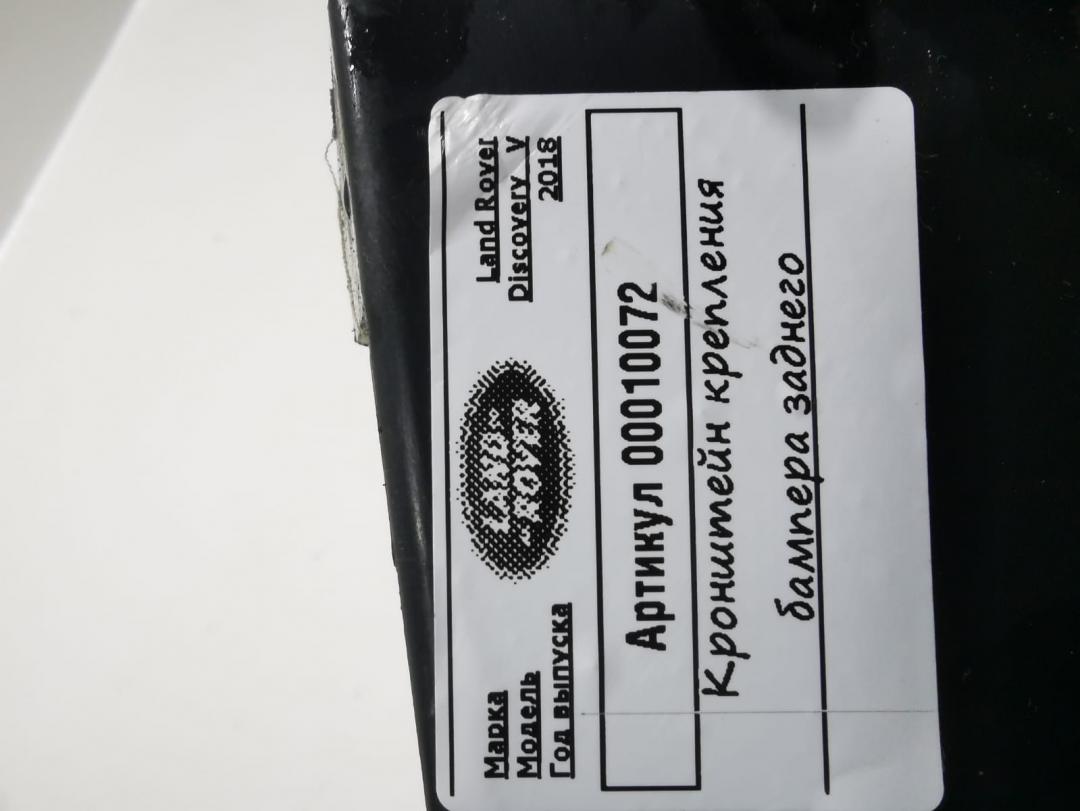 Марка Land Rover
Модель Discovery V
Год выпуска 2018
LAND
ROVER
Артикул 00010072
Кронштейн крепления
бампера заднего